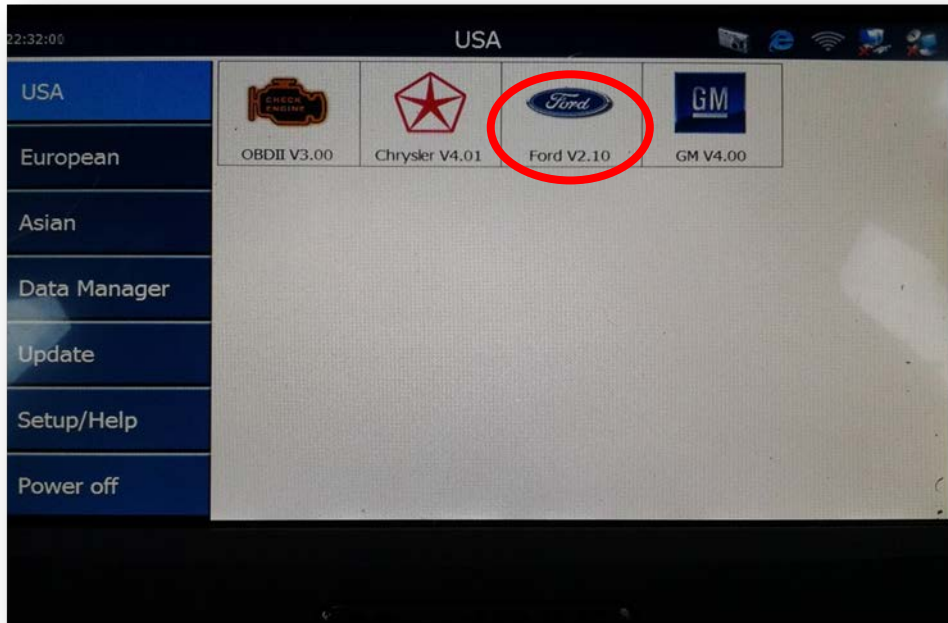 22:32:00
USA
USA
European
Asian
Data Manager
Update
Setup/Help
Power off
CHECK
ENGINE
OBDII V3.00
Chrysler V4.01
Ford
Ford V2.10
GM
GM V4.00